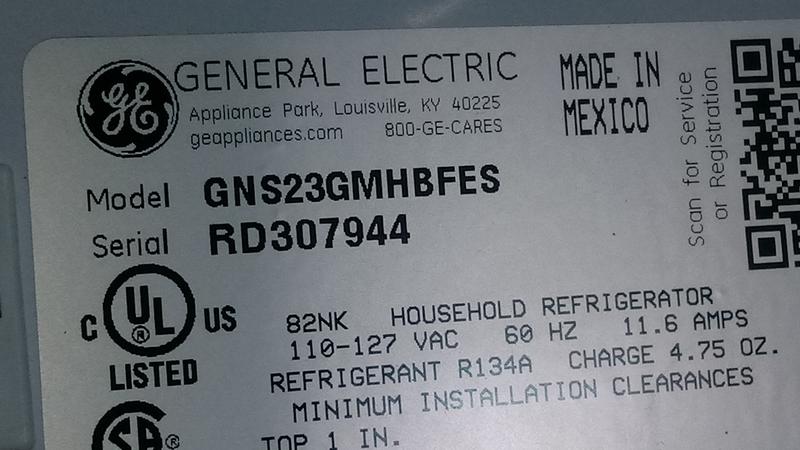 GE GENERAL ELECTRIC
Appliance Park, Louisville, KY 40225
geappliances.com 800-GE-CARES
MADE IN
MEXICO
Scan for Service
or Registration
Model GNS23GMHBFES
Serial RD307944
C UL ® US
LISTED
82NK HOUSEHOLD REFRIGERATOR
110-127 VAC 60 HZ 11.6 AMPS
REFRIGERANT R134A CHARGE 4.75 OZ.
MINIMUM INSTALLATION CLEARANCES
SA ®
TOP 1 IN.